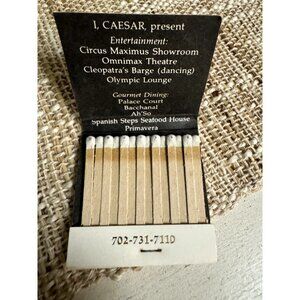 I, CAESAR, present
Entertainment:
Circus Maximus Showroom
Omnimax Theatre
Cleopatra's Barge (dancing)
Olympic Lounge
Gourmet Dining:
Palace Court
Bacchanal
Ah'So
Spanish Steps Seafood House
Primavera
702-731-7110